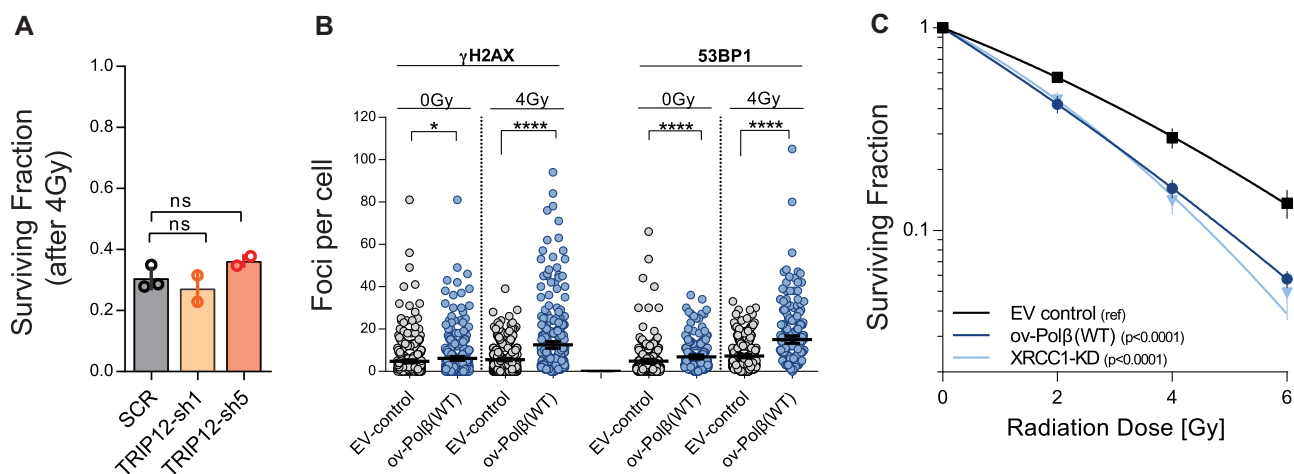 A
Surviving Fraction
(after 4Gy)
1.0
0.8
0.6
0.4
0.2
0.0
ns
ns
SCR
TRIP12-sh1
TRIP12-sh5
B
γH2AX
53BP1
0Gy
4Gy
0Gy
4Gy
*
****
****
****
Foci per cell
120
100
80
60
40
20
0
EV-control
ov-Polβ(WT)
EV-control
ov-Polβ(WT)
EV-control
ov-Polβ(WT)
EV-control
ov-Polβ(WT)
C
Surviving Fraction
1
0.1
EV control (ref)
ov-Polβ(WT) (p<0.0001)
XRCC1-KD (p<0.0001)
0
2
4
6
Radiation Dose [Gy]